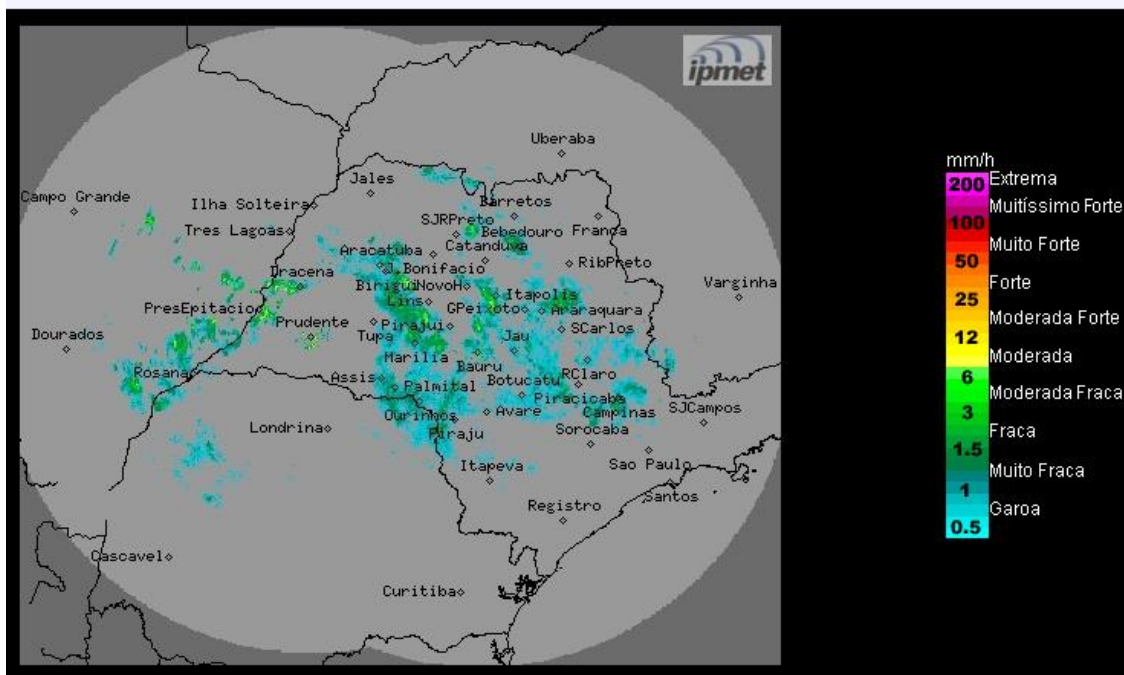 ipmet
Uberaba
Jales
Campo Grande
Ilha Solteira
Barretos
SJRPreto
Franca
Tres Lagoas
Bebedouro
Catanduva
Aracatuba
RibPreto
J.Bonifacio
Dracena
Birigui
NovoH
Varginha
Itapolis
Lins
PresEpitacio
GPeixoto
Araraquara
Prudente
Pirajui
SCarlos
Dourados
Tupa
Jau
Marilia
Bauru
Rosana
Assis
Botucatu
RClaro
Palmital
Piracicaba
Ourinhos
Avare
Campinas
SJCampos
Londrina
Piraju
Sorocaba
Itapeva
Sao Paulo
Santos
Registro
Cascavel
Curitiba
mm/h
200 Extrema
Muitíssimo Forte
100
Muito Forte
50
Forte
25
Moderada Forte
12
Moderada
6
Moderada Fraca
3
Fraca
1.5
Muito Fraca
1
Garoa
0.5